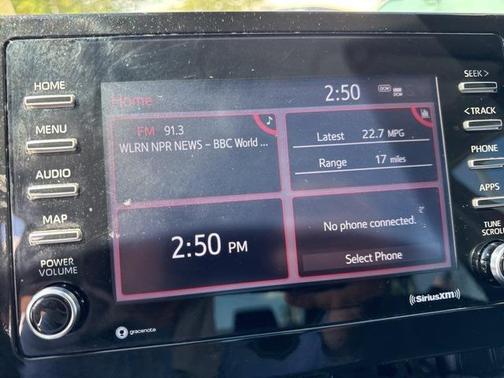 HOME
MENU
AUDIO
MAP
POWER
VOLUME
Home
2:50
DCM
DCM
FM 91.3
WLRN NPR NEWS – BBC World ...
Latest 22.7 MPG
Range 17 miles
2:50 PM
No phone connected.
Select Phone
SEEK >
< TRACK
PHONE
APPS
TUNE
SCROLL
gracenote
((SiriusXM))